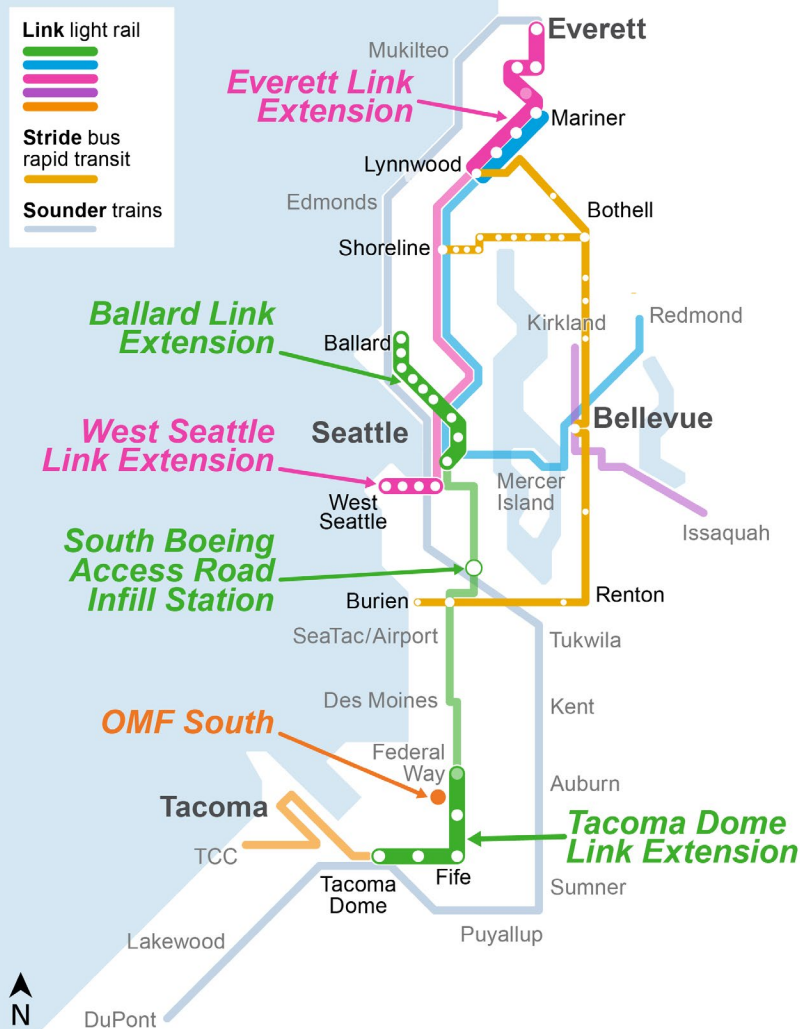 Link light rail
Stride bus
rapid transit
Sounder trains
Everett
Mukilteo
Everett Link
Extension
Mariner
Lynnwood
Edmonds
Bothell
Shoreline
Ballard Link
Extension
Ballard
Kirkland
Redmond
Seattle
Bellevue
West Seattle
Link Extension
West
Seattle
Mercer
Island
Issaquah
South Boeing
Access Road
Infill Station
Burien
Renton
SeaTac/Airport
Tukwila
Des Moines
Kent
OMF South
Federal
Way
Auburn
Tacoma
Tacoma Dome
Link Extension
TCC
Tacoma
Dome
Fife
Sumner
Lakewood
Puyallup
DuPont
N